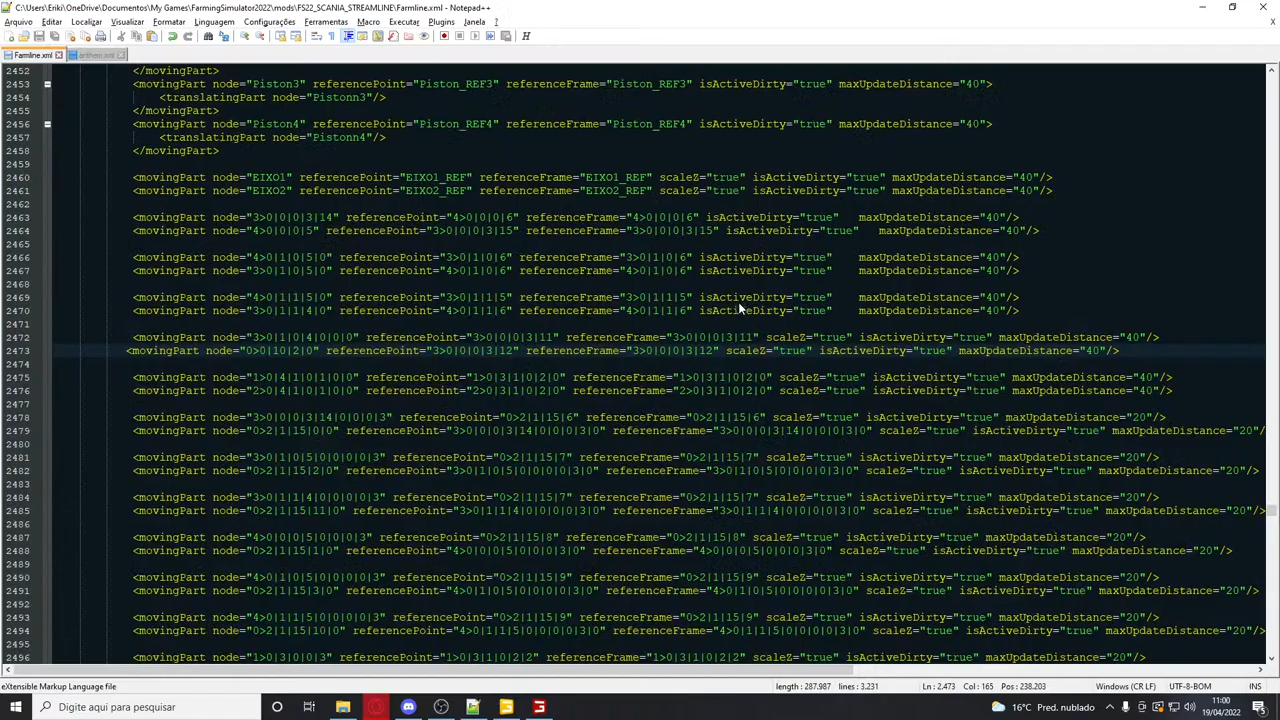 C:\Users\Eriki\OneDrive\Documentos\My Games\FarmingSimulator2022\mods\FS22_SCANIA_STREAMLINE\Farmline.xml - Notepad++
Arquivo Editar Localizar Visualizar Formatar Linguagem Configurações Ferramentas Macro Executar Plugins Janela ?
Farmline.xml
2452 </movingPart>
2453 <movingPart node="Piston3" referencePoint="Piston_REF3" referenceFrame="Piston_REF3" isActiveDirty="true" maxUpdateDistance="40">
2454 <translatingPart node="Pistonn3"/>
2455 </movingPart>
2456 <movingPart node="Piston4" referencePoint="Piston_REF4" referenceFrame="Piston_REF4" isActiveDirty="true" maxUpdateDistance="40">
2457 <translatingPart node="Pistonn4"/>
2458 </movingPart>
2459
2460 <movingPart node="EIXO1" referencePoint="EIXO1_REF" referenceFrame="EIXO1_REF" scaleZ="true" isActiveDirty="true" maxUpdateDistance="40"/>
2461 <movingPart node="EIXO2" referencePoint="EIXO2_REF" referenceFrame="EIXO2_REF" scaleZ="true" isActiveDirty="true" maxUpdateDistance="40"/>
2462
2463 <movingPart node="3>0|0|0|3|14" referencePoint="4>0|0|0|6" referenceFrame="4>0|0|0|6" isActiveDirty="true" maxUpdateDistance="40"/>
2464 <movingPart node="4>0|0|0|5" referencePoint="3>0|0|0|3|15" referenceFrame="3>0|0|0|3|15" isActiveDirty="true" maxUpdateDistance="40"/>
2465
2466 <movingPart node="4>0|1|0|5|0" referencePoint="3>0|1|0|6" referenceFrame="3>0|1|0|6" isActiveDirty="true" maxUpdateDistance="40"/>
2467 <movingPart node="3>0|1|0|5|0" referencePoint="4>0|1|0|6" referenceFrame="4>0|1|0|6" isActiveDirty="true" maxUpdateDistance="40"/>
2468
2469 <movingPart node="4>0|1|1|5|0" referencePoint="3>0|1|1|5" referenceFrame="3>0|1|1|5" isActiveDirty="true" maxUpdateDistance="40"/>
2470 <movingPart node="3>0|1|1|4|0" referencePoint="4>0|1|1|6" referenceFrame="4>0|1|1|6" isActiveDirty="true" maxUpdateDistance="40"/>
2471
2472 <movingPart node="3>0|1|0|4|0|0|0" referencePoint="3>0|0|0|3|11" referenceFrame="3>0|0|0|3|11" scaleZ="true" isActiveDirty="true" maxUpdateDistance="40"/>
2473 <movingPart node="0>0|10|2|0" referencePoint="3>0|0|0|3|12" referenceFrame="3>0|0|0|3|12" scaleZ="true" isActiveDirty="true" maxUpdateDistance="40"/>
2474
2475 <movingPart node="1>0|4|1|0|1|0|0" referencePoint="1>0|3|1|0|2|0" referenceFrame="1>0|3|1|0|2|0" scaleZ="true" isActiveDirty="true" maxUpdateDistance="40"/>
2476 <movingPart node="2>0|4|1|0|1|0|0" referencePoint="2>0|3|1|0|2|0" referenceFrame="2>0|3|1|0|2|0" scaleZ="true" isActiveDirty="true" maxUpdateDistance="40"/>
2477
2478 <movingPart node="3>0|0|0|3|14|0|0|0|3" referencePoint="0>2|1|15|6" referenceFrame="0>2|1|15|6" scaleZ="true" isActiveDirty="true" maxUpdateDistance="20"/>
2479 <movingPart node="0>2|1|15|0|0" referencePoint="3>0|0|0|3|14|0|0|0|3|0" referenceFrame="3>0|0|0|3|14|0|0|0|3|0" scaleZ="true" isActiveDirty="true" maxUpdateDistance="20"/
2480
2481 <movingPart node="3>0|1|0|5|0|0|0|0|3" referencePoint="0>2|1|15|7" referenceFrame="0>2|1|15|7" scaleZ="true" isActiveDirty="true" maxUpdateDistance="20"/>
2482 <movingPart node="0>2|1|15|2|0" referencePoint="3>0|1|0|5|0|0|0|0|3|0" referenceFrame="3>0|1|0|5|0|0|0|0|3|0" scaleZ="true" isActiveDirty="true" maxUpdateDistance="20"/>
2483
2484 <movingPart node="3>0|1|1|4|0|0|0|0|3" referencePoint="0>2|1|15|7" referenceFrame="0>2|1|15|7" scaleZ="true" isActiveDirty="true" maxUpdateDistance="20"/>
2485 <movingPart node="0>2|1|15|11|0" referencePoint="3>0|1|1|4|0|0|0|0|3|0" referenceFrame="3>0|1|1|4|0|0|0|0|3|0" scaleZ="true" isActiveDirty="true" maxUpdateDistance="20"/>
2486
2487 <movingPart node="4>0|0|0|5|0|0|0|3" referencePoint="0>2|1|15|8" referenceFrame="0>2|1|15|8" scaleZ="true" isActiveDirty="true" maxUpdateDistance="20"/>
2488 <movingPart node="0>2|1|15|1|0" referencePoint="4>0|0|0|5|0|0|0|3|0" referenceFrame="4>0|0|0|5|0|0|0|3|0" scaleZ="true" isActiveDirty="true" maxUpdateDistance="20"/>
2489
2490 <movingPart node="4>0|1|0|5|0|0|0|0|3" referencePoint="0>2|1|15|9" referenceFrame="0>2|1|15|9" scaleZ="true" isActiveDirty="true" maxUpdateDistance="20"/>
2491 <movingPart node="0>2|1|15|3|0" referencePoint="4>0|1|0|5|0|0|0|0|3|0" referenceFrame="4>0|1|0|5|0|0|0|0|3|0" scaleZ="true" isActiveDirty="true" maxUpdateDistance="20"/>
2492
2493 <movingPart node="4>0|1|1|5|0|0|0|0|3" referencePoint="0>2|1|15|9" referenceFrame="0>2|1|15|9" scaleZ="true" isActiveDirty="true" maxUpdateDistance="20"/>
2494 <movingPart node="0>2|1|15|10|0" referencePoint="4>0|1|1|5|0|0|0|0|3|0" referenceFrame="4>0|1|1|5|0|0|0|0|3|0" scaleZ="true" isActiveDirty="true" maxUpdateDistance="20"/>
2495
2496 <movingPart node="1>0|3|0|0|3" referencePoint="1>0|3|1|0|2|2" referenceFrame="1>0|3|1|0|2|2" scaleZ="true" isActiveDirty="true" maxUpdateDistance="20"/>
eXtensible Markup Language file length : 287.987 lines : 3.231 Ln : 2.473 Col : 165 Pos : 238.203 Windows (CR LF) UTF-8-BOM INS
Digite aqui para pesquisar 16°C Pred. nublado 11:00
19/04/2022